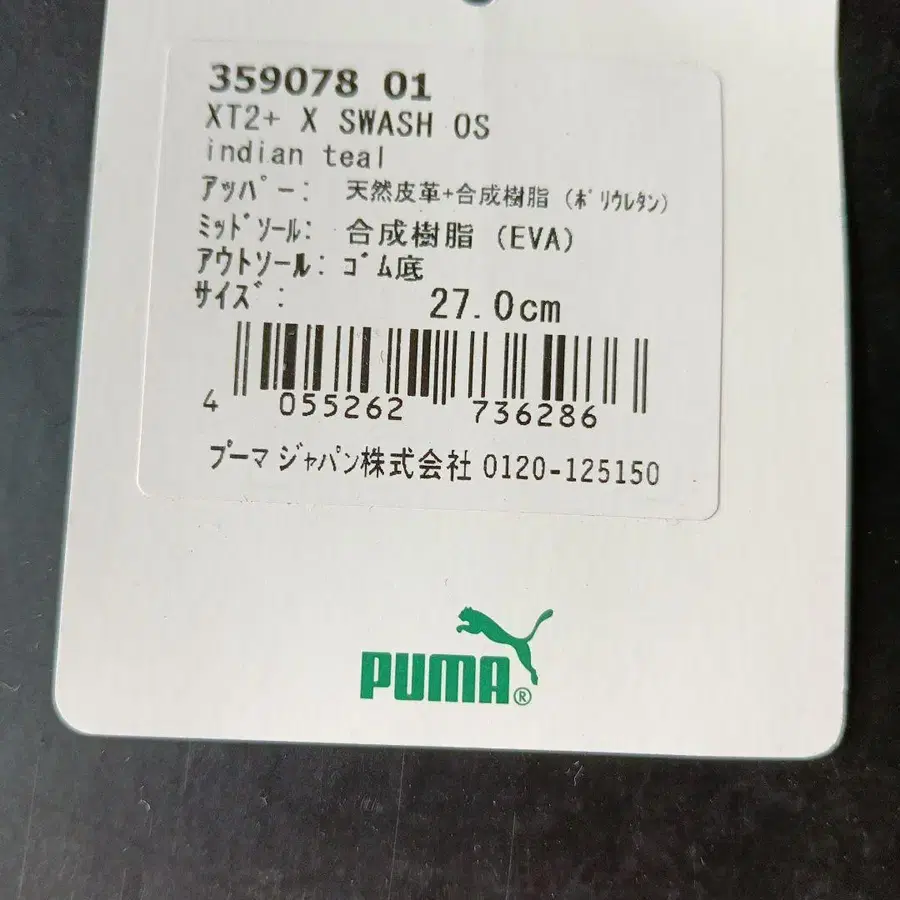 359078 01
XT2+ X SWASH OS
indian teal
ｱｯﾊﾟｰ: 天然皮革+合成樹脂 (ﾎﾟﾘｳﾚﾀﾝ)
ﾐｯﾄﾞｿｰﾙ: 合成樹脂 (EVA)
ｱｳﾄｿｰﾙ: ｺﾞﾑ底
ｻｲｽﾞ: 27.0cm
4 055262 736286
プーマ ジャパン株式会社 0120-125150
PUMA®